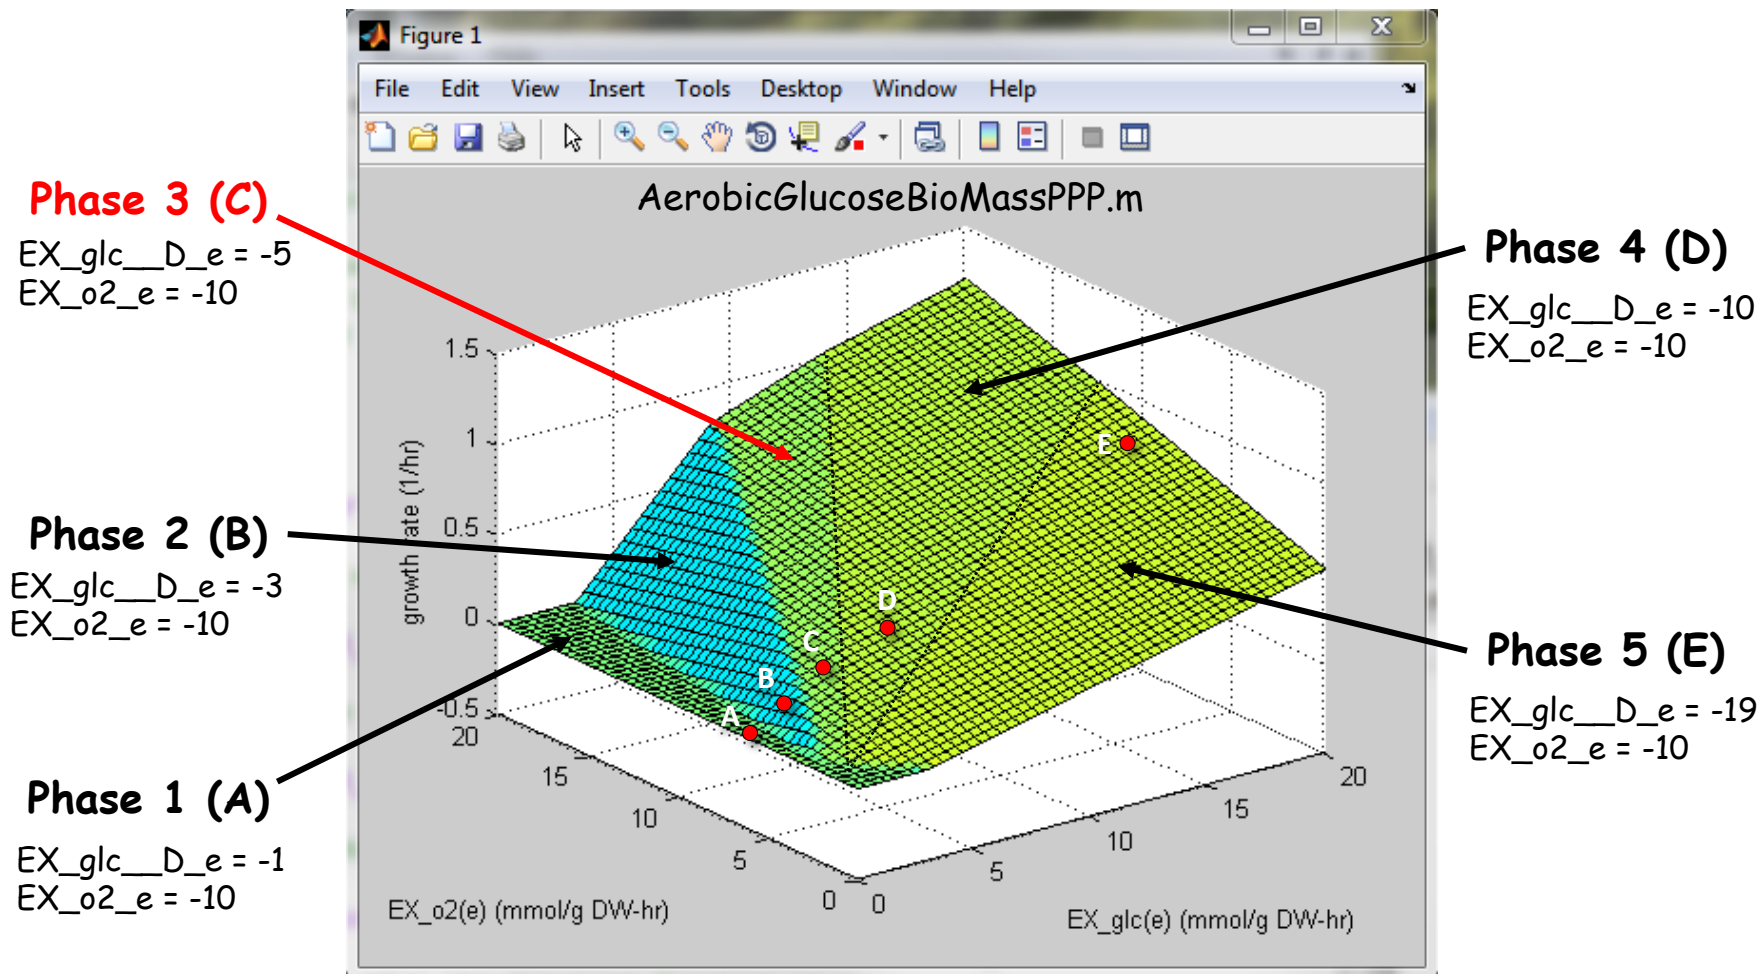 Figure 1
File Edit View Insert Tools Desktop Window Help
AerobicGlucoseBioMassPPP.m
Phase 3 (C)
EX_glc__D_e = -5
EX_o2_e = -10
Phase 2 (B)
EX_glc__D_e = -3
EX_o2_e = -10
Phase 1 (A)
EX_glc__D_e = -1
EX_o2_e = -10
Phase 4 (D)
EX_glc__D_e = -10
EX_o2_e = -10
Phase 5 (E)
EX_glc__D_e = -19
EX_o2_e = -10
growth rate (1/hr)
1.5
1
0.5
0
-0.5
20
15
10
5
0
0
5
10
15
20
A
B
C
D
E
EX_o2(e) (mmol/g DW-hr)
EX_glc(e) (mmol/g DW-hr)